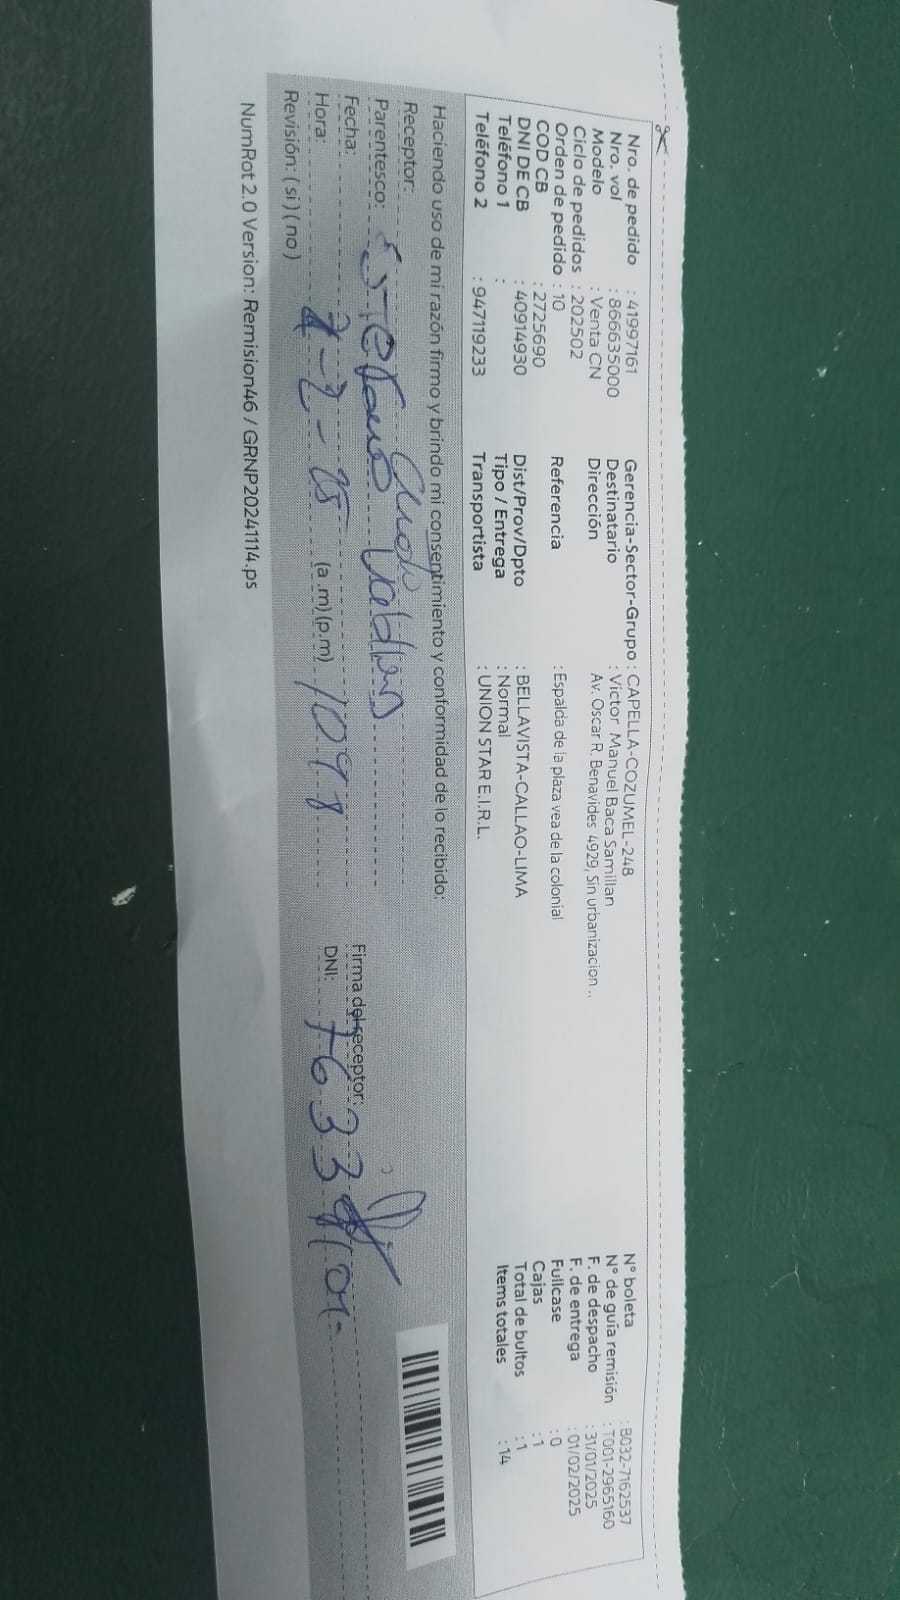 Nro. de pedido : 41997161 Gerencia-Sector-Grupo : CAPELLA-COZUMEL-248 N° boleta : B032-7162537
Nro. vol : 866635000 Destinatario : Victor Manuel Baca Samillan N° de guía remisión : T001-2965160
Modelo : Venta CN Dirección Av. Oscar R. Benavides 4929, Sin urbanizacion .. F. de despacho : 31/01/2025
Ciclo de pedidos : 202502 F. de entrega : 01/02/2025
Orden de pedido : 10 Referencia : Espalda de la plaza vea de la colonial Fullcase : 0
COD CB : 2725690 Cajas : 1
DNI DE CB : 40914930 Dist/Prov/Dpto : BELLAVISTA-CALLAO-LIMA Total de bultos : 1
Teléfono 1 : Tipo / Entrega : Normal Items totales : 14
Teléfono 2 : 947119233 Transportista : UNION STAR E.I.R.L.
Haciendo uso de mi razón firmo y brindo mi consentimiento y conformidad de lo recibido:
Receptor:
Parentesco:
Fecha: Firma del receptor:
Hora: (a.m)(p.m) DNI:
Revisión: ( si ) ( no )
NumRot 2.0 Version: Remision46 / GRNP20241114.ps